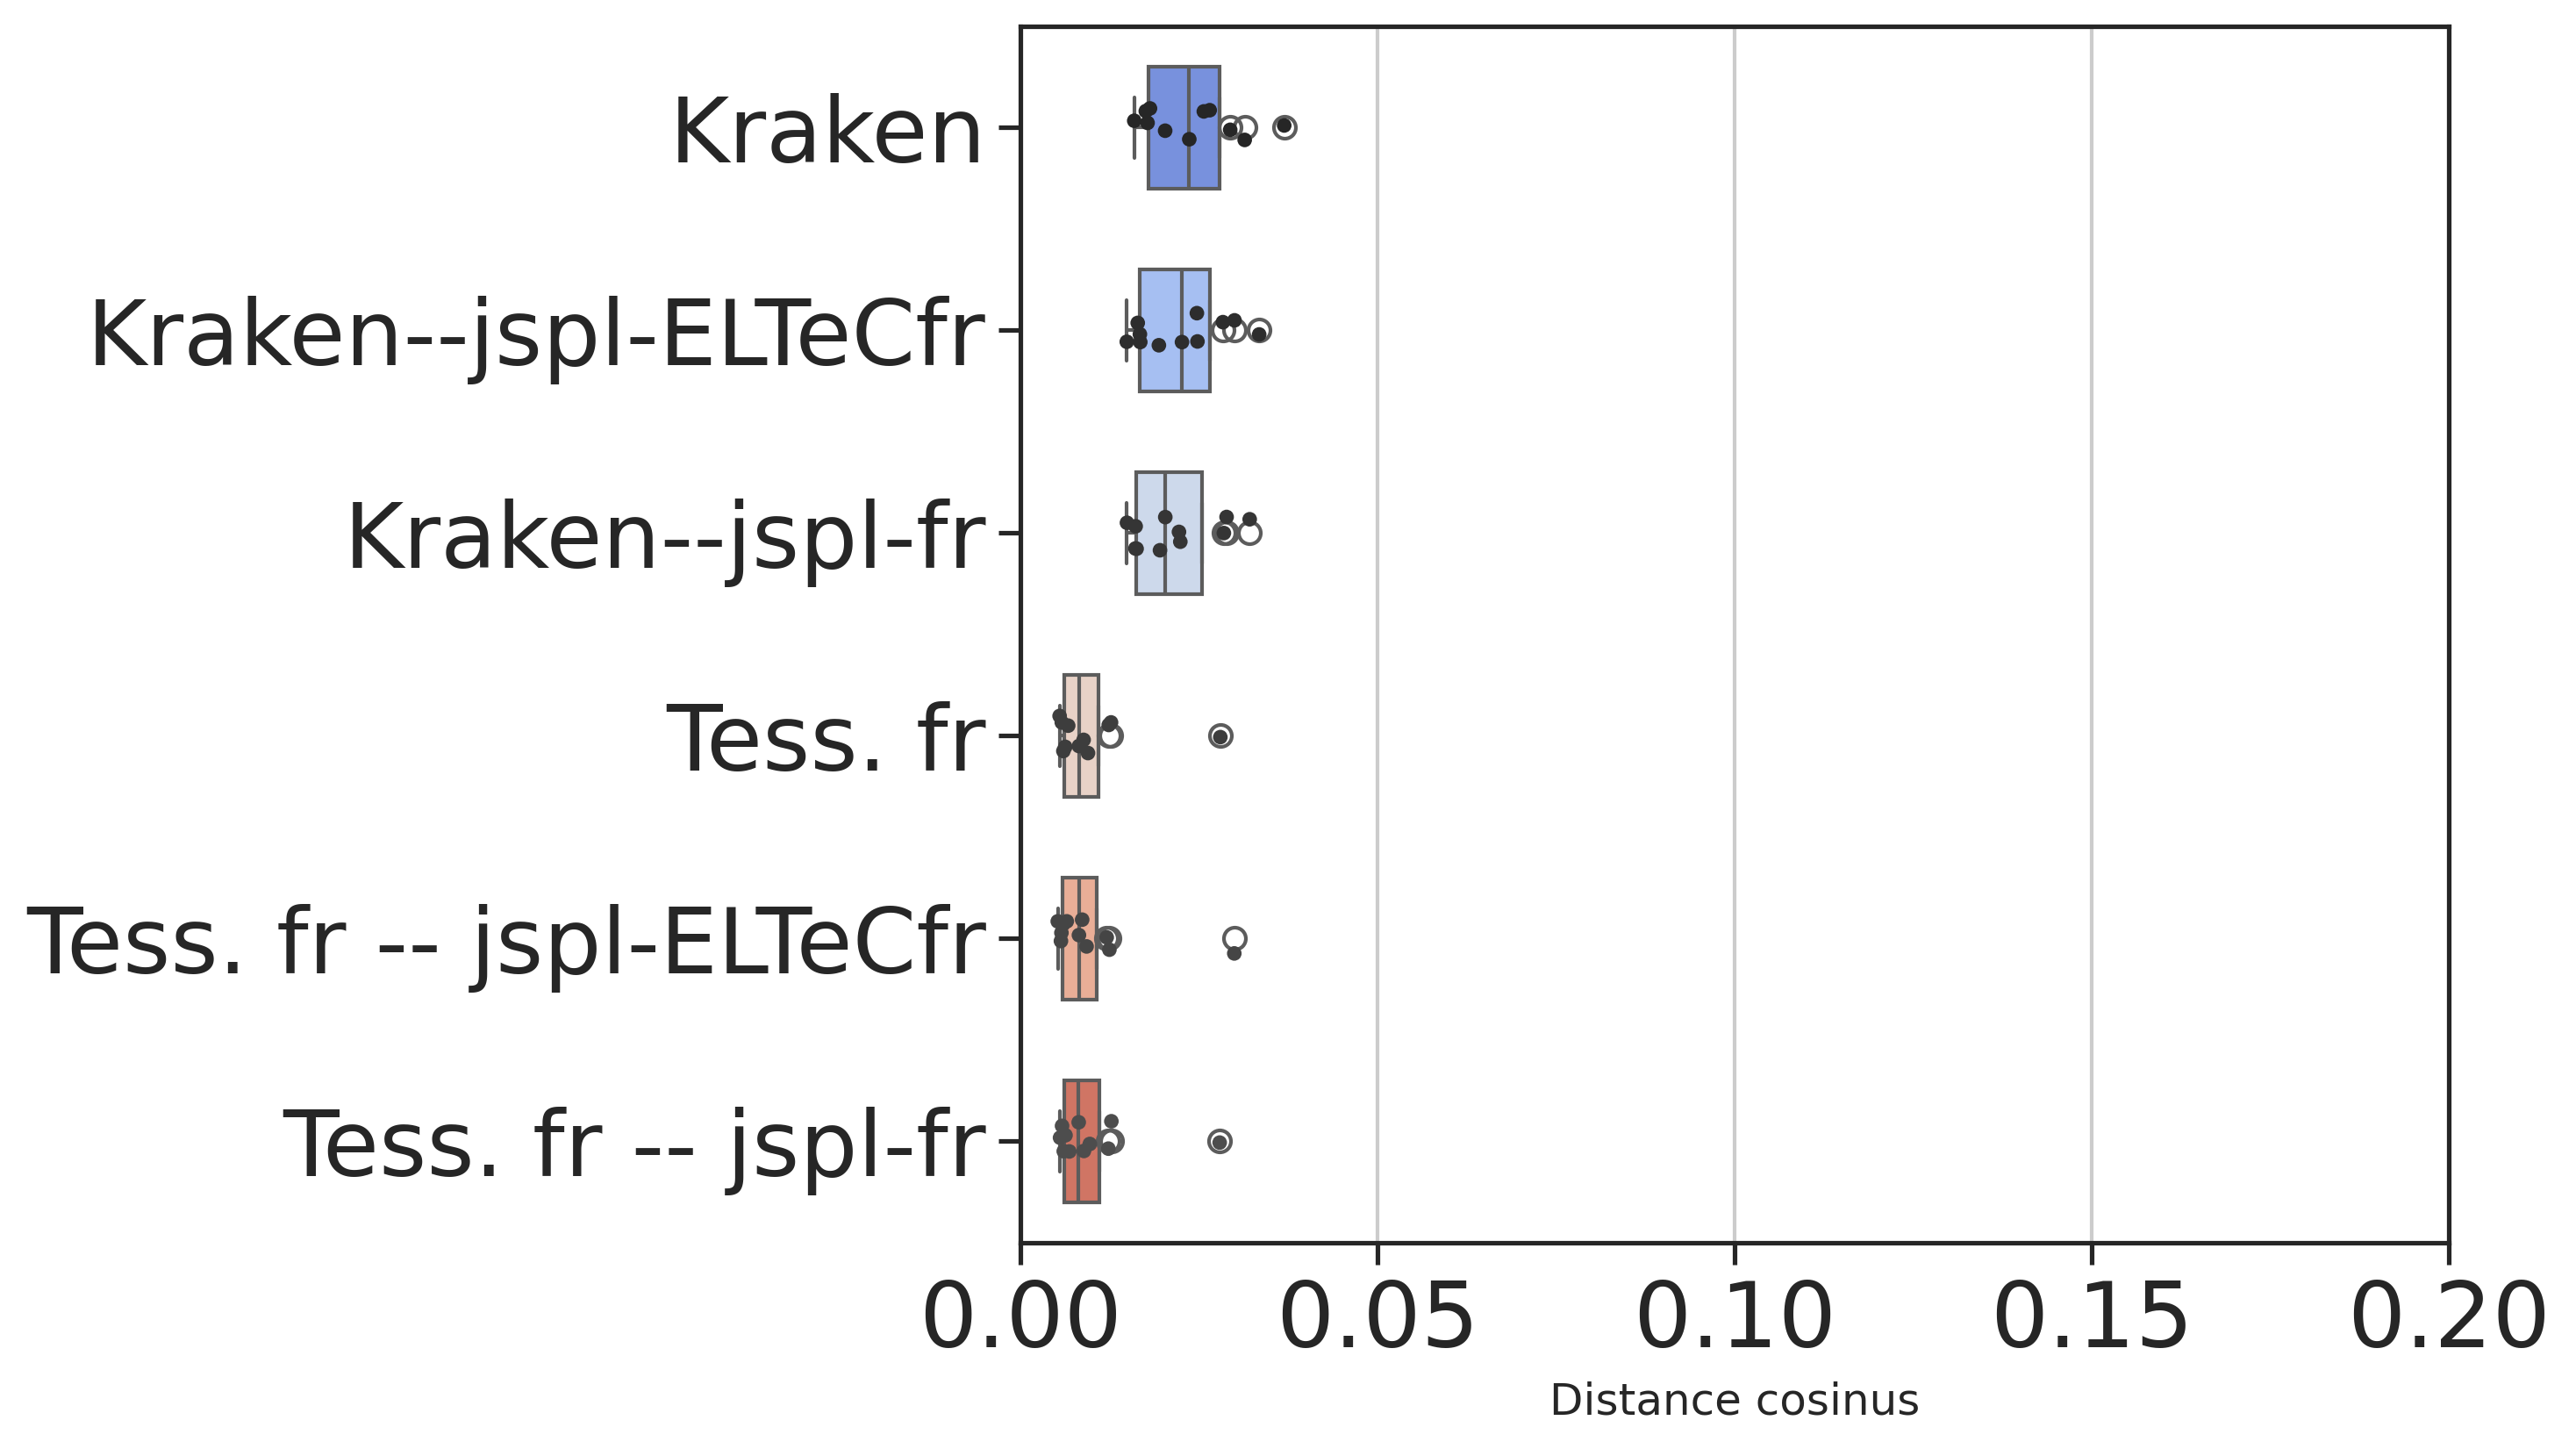 Kraken
Kraken--jspl-ELTeCfr
Kraken--jspl-fr
Tess. fr
Tess. fr -- jspl-ELTeCfr
Tess. fr -- jspl-fr
0.00 0.05 0.10 0.15 0.20
Distance cosinus